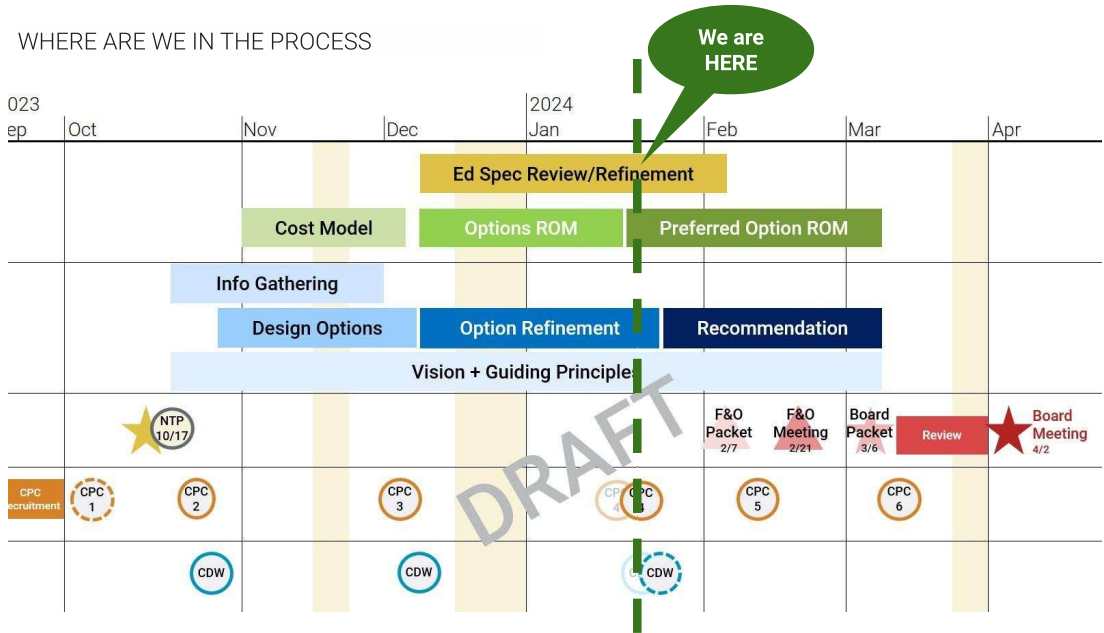 WHERE ARE WE IN THE PROCESS
We are
HERE
023
2024
ep
Oct
Nov
Dec
Jan
Feb
Mar
Apr
Ed Spec Review/Refinement
Cost Model
Options ROM
Preferred Option ROM
Info Gathering
Design Options
Option Refinement
Recommendation
Vision + Guiding Principles
DRAFT
NTP
10/17
F&O
Packet
2/7
F&O
Meeting
2/21
Board
Packet
3/6
Review
Board
Meeting
4/2
CPC
ecruitment
CPC
1
CPC
2
CPC
3
CP
4
CPC
4
CPC
5
CPC
6
CDW
CDW
CDW